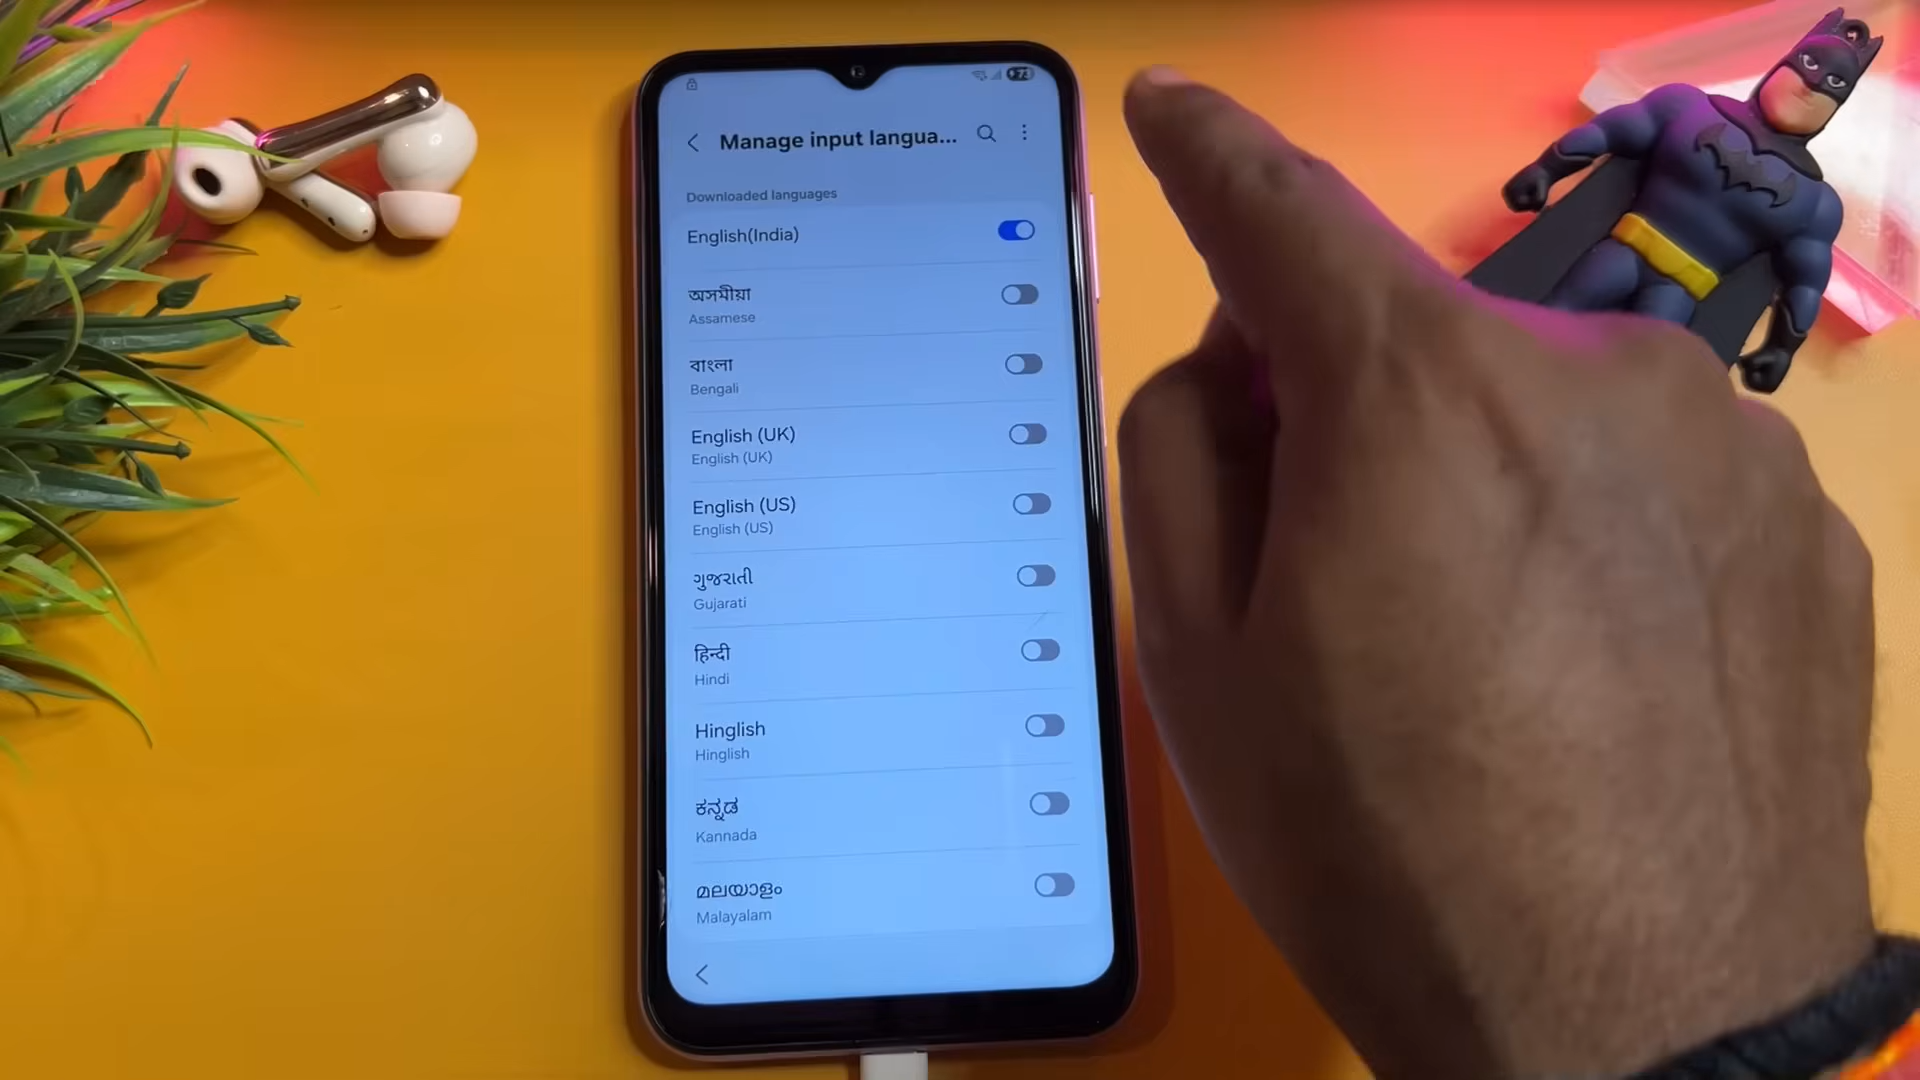 73
Manage input langua...
Downloaded languages
English(India)
অসমীয়া
Assamese
বাংলা
Bengali
English (UK)
English (UK)
English (US)
English (US)
ગુજરાતી
Gujarati
हिन्दी
Hindi
Hinglish
Hinglish
ಕನ್ನಡ
Kannada
മലയാളം
Malayalam